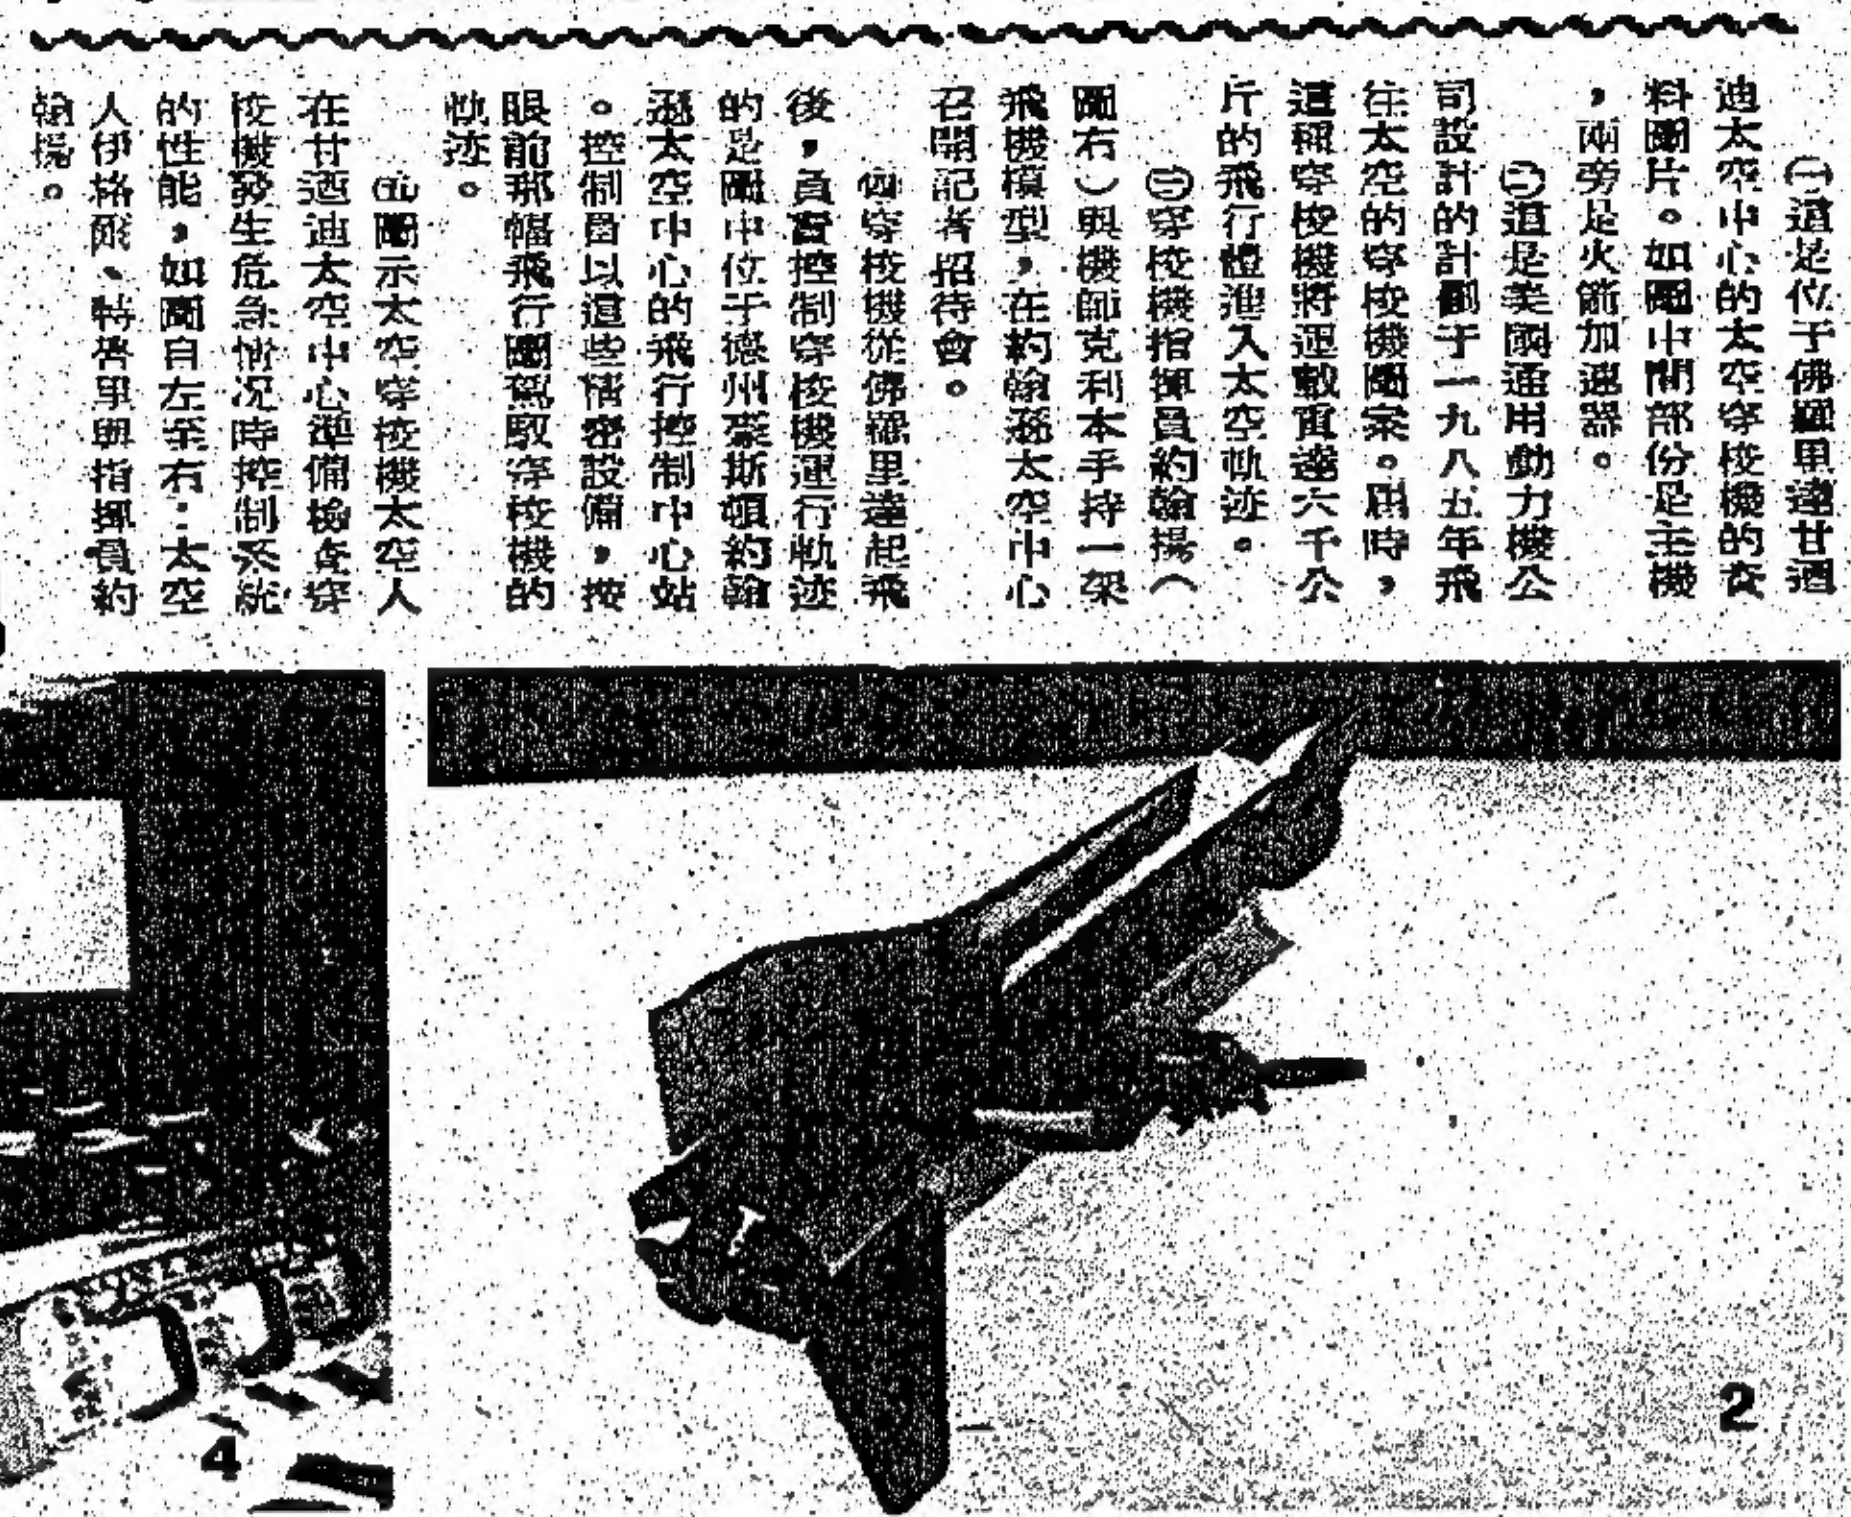 ㈠這是位于佛羅里達甘迺
迪太空中心的太空穿梭機的資
料圖片。如圖中間部份是主機
，兩旁是火箭加速器。
㈡這是美國通用動力機公
司設計的計劃于一九八五年飛
往太空的穿梭機圖案。屆時，
這種穿梭機將運載重達六千公
斤的飛行體進入太空軌迹。
㈢穿梭機指揮員約翰揚（
圖右）與機師克利本手持一架
飛機模型，在約翰遜太空中心
召開記者招待會。
㈣穿梭機從佛羅里達起飛
後，負責控制穿梭機運行軌迹
的是圖中位于德州豪斯頓約翰
遜太空中心的飛行控制中心站
。控制員以這些精密設備，按
眼前那幅飛行圖駕馭穿梭機的
軌迹。
㈤圖示太空穿梭機太空人
在甘迺迪太空中心準備檢查穿
梭機發生危急情况時控制系統
的性能，如圖自左至右：太空
人伊格爾、特魯里與指揮員約
翰揚。
2
4